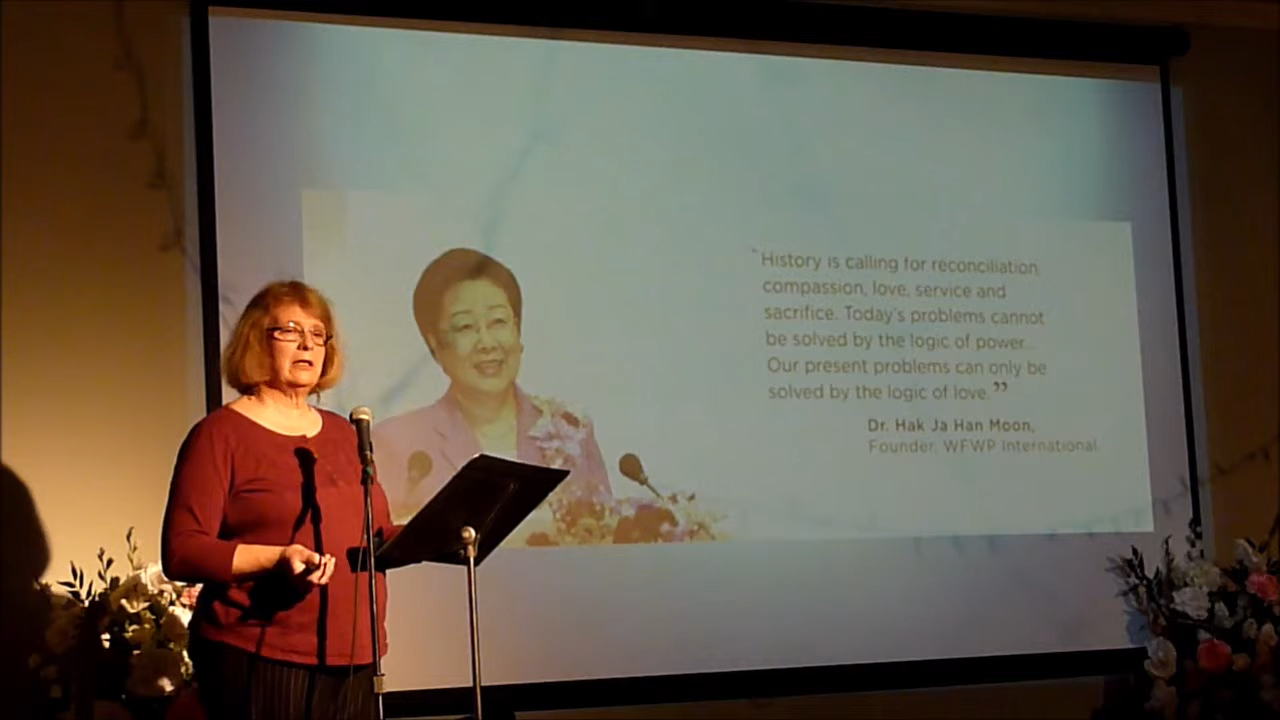 “History is calling for reconciliation,
compassion, love, service and
sacrifice. Today's problems cannot
be solved by the logic of power...
Our present problems can only be
solved by the logic of love.”
Dr. Hak Ja Han Moon,
Founder, WFWP International